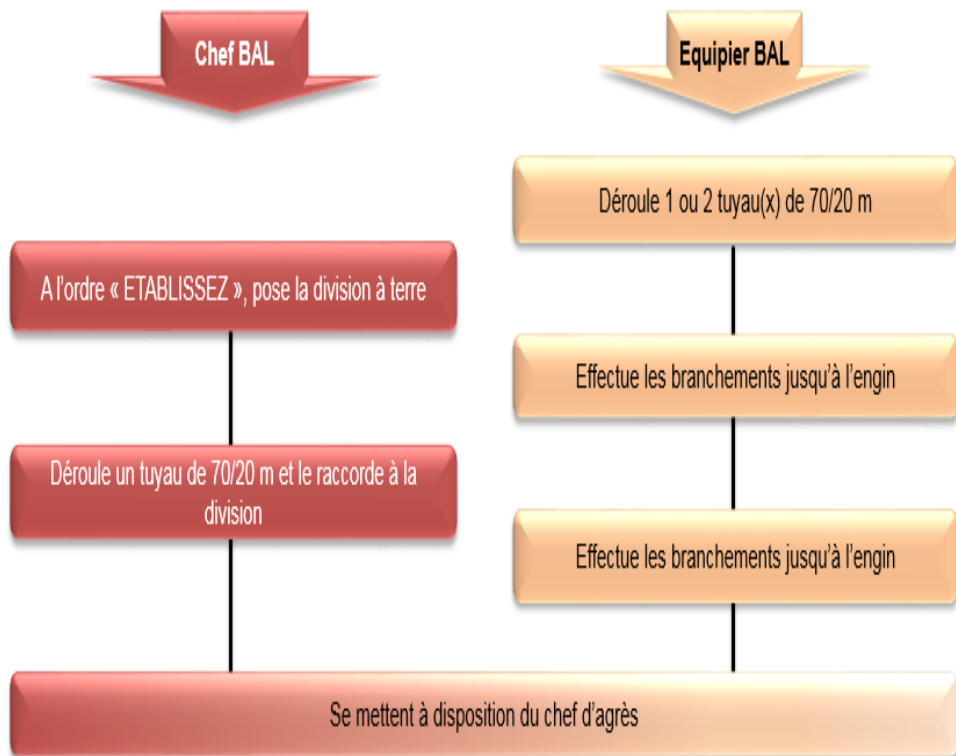 Chef BAL
Equipier BAL
Déroule 1 ou 2 tuyau(x) de 70/20 m
A l’ordre « ETABLISSEZ », pose la division à terre
Effectue les branchements jusqu’à l’engin
Déroule un tuyau de 70/20 m et le raccorde à la
division
Effectue les branchements jusqu’à l’engin
Se mettent à disposition du chef d’agrès